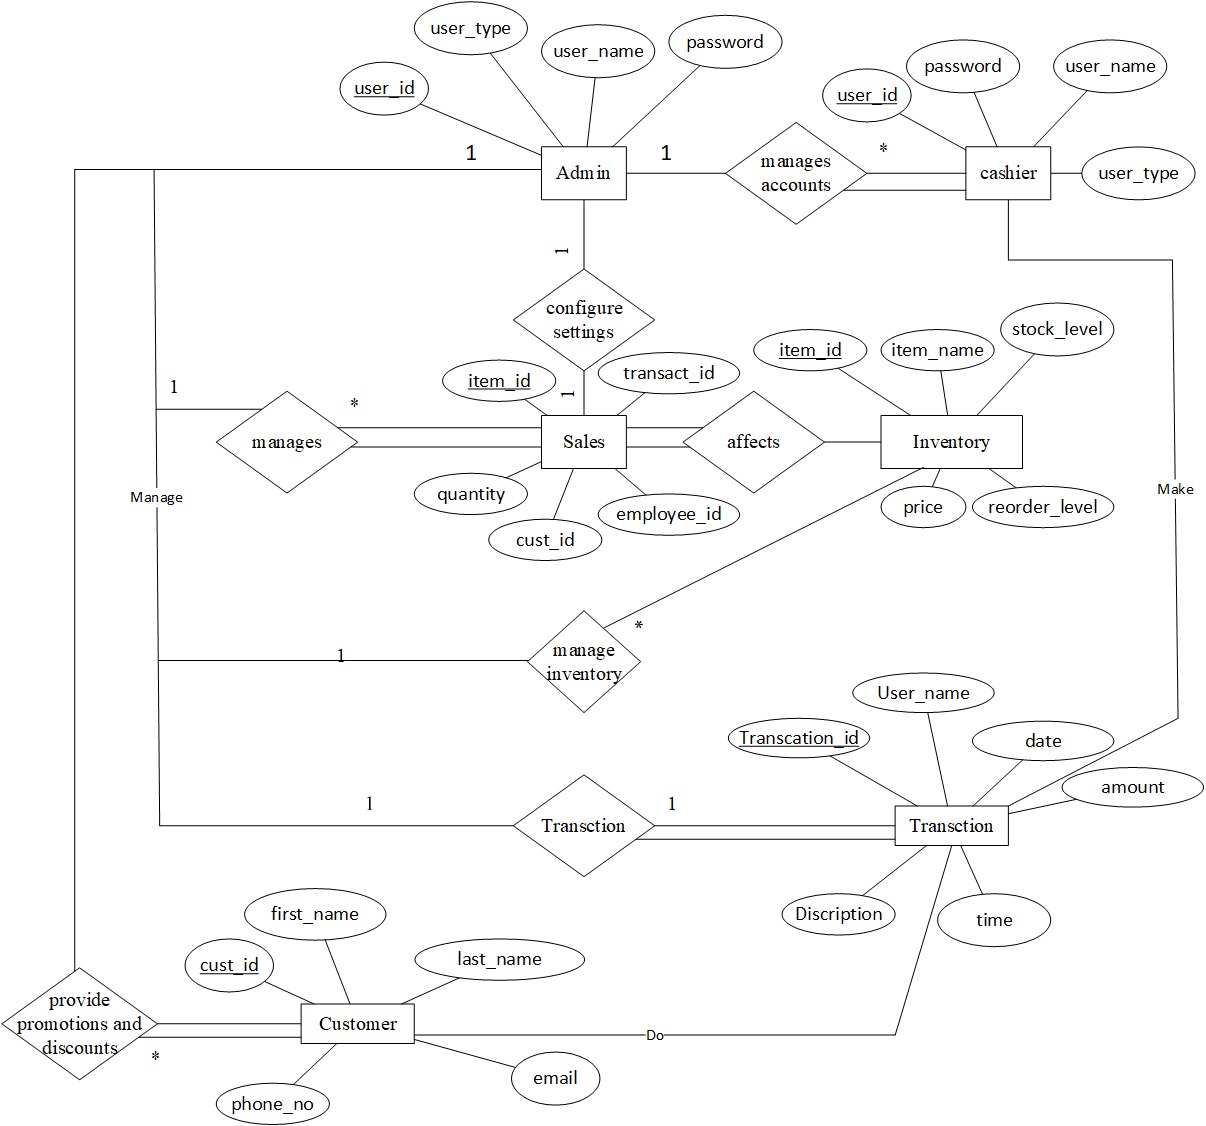 user_type
user_name
password
user_id
password
user_name
user_id
1
1
*
Admin
manages
accounts
cashier
user_type
1
configure
settings
stock_level
item_id
item_name
item_id
transact_id
1
1
*
manages
Sales
affects
Inventory
quantity
employee_id
cust_id
price
reorder_level
Manage
Make
*
1
manage
inventory
User_name
Transcation_id
date
amount
1
1
Transction
Transction
Discription
time
first_name
cust_id
last_name
provide
promotions and
discounts
*
Customer
Do
email
phone_no